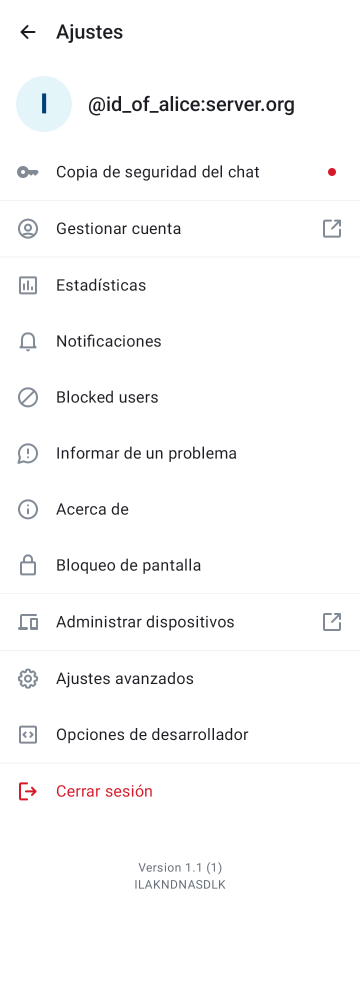 Ajustes
I
@id_of_alice:server.org
Copia de seguridad del chat
Gestionar cuenta
Estadísticas
Notificaciones
Blocked users
Informar de un problema
Acerca de
Bloqueo de pantalla
Administrar dispositivos
Ajustes avanzados
Opciones de desarrollador
Cerrar sesión
Version 1.1 (1)
ILAKNDNASDLK